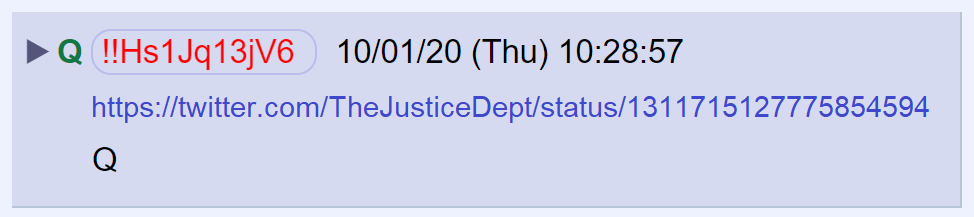 Q !!Hs1Jq13jV6 10/01/20 (Thu) 10:28:57
https://twitter.com/TheJusticeDept/status/1311715127775854594
Q